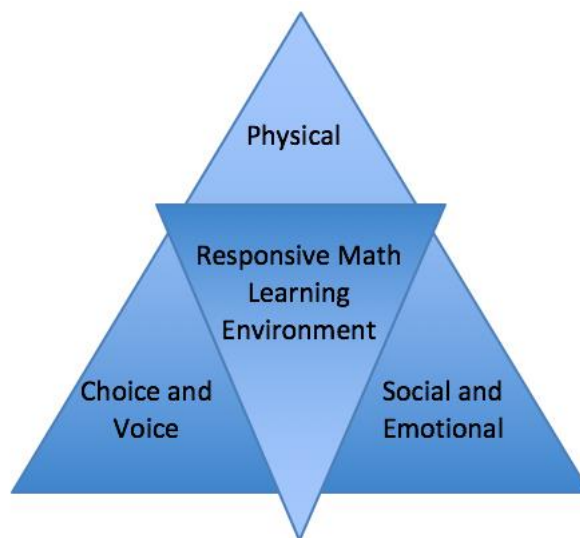 Physical
Responsive Math
Learning
Environment
Choice and
Voice
Social and
Emotional